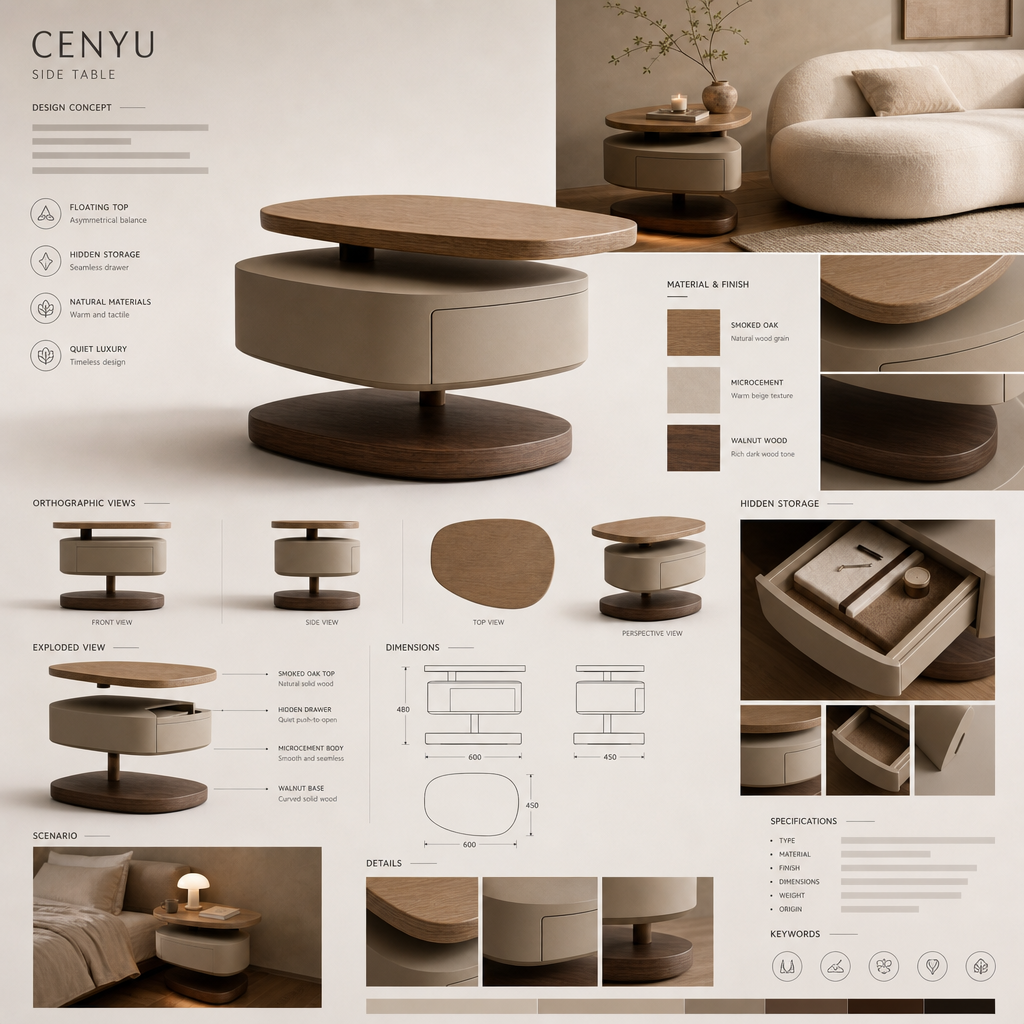 CENYU
SIDE TABLE
DESIGN CONCEPT
FLOATING TOP
Asymmetrical balance
HIDDEN STORAGE
Seamless drawer
NATURAL MATERIALS
Warm and tactile
QUIET LUXURY
Timeless design
MATERIAL & FINISH
SMOKED OAK
Natural wood grain
MICROCEMENT
Warm beige texture
WALNUT WOOD
Rich dark wood tone
ORTHOGRAPHIC VIEWS
FRONT VIEW
SIDE VIEW
TOP VIEW
PERSPECTIVE VIEW
HIDDEN STORAGE
EXPLODED VIEW
SMOKED OAK TOP
Natural solid wood
HIDDEN DRAWER
Quiet push-to-open
MICROCEMENT BODY
Smooth and seamless
WALNUT BASE
Curved solid wood
DIMENSIONS
480
600
450
450
600
SCENARIO
DETAILS
SPECIFICATIONS
• TYPE
• MATERIAL
• FINISH
• DIMENSIONS
• WEIGHT
• ORIGIN
KEYWORDS